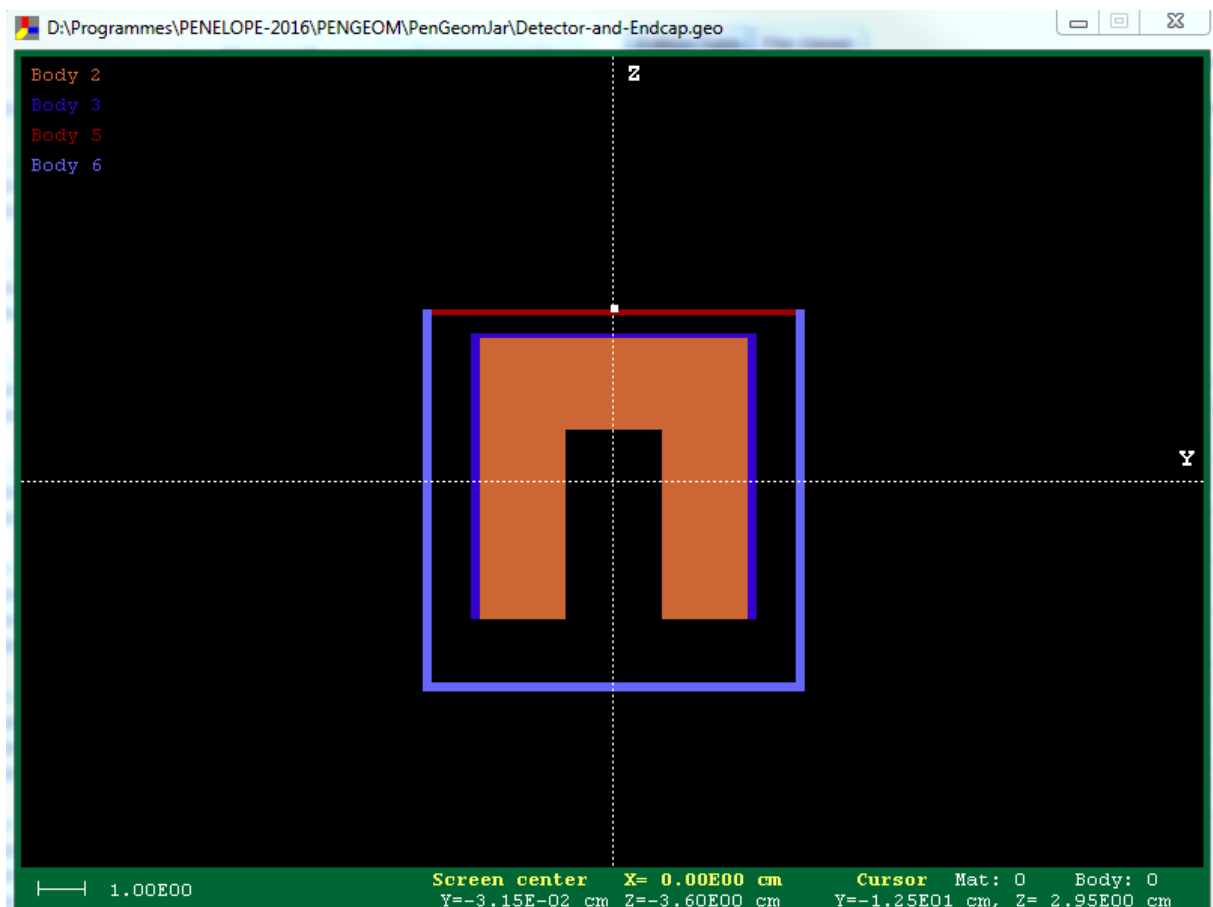 D:\Programmes\PENELOPE-2016\PENGEOM\PenGeomJar\Detector-and-Endcap.geo
Body 2
Body 3
Body 5
Body 6
Z
Y
1.00E00
Screen center X= 0.00E00 cm
Y=-3.15E-02 cm Z=-3.60E00 cm
Cursor Mat: 0 Body: 0
Y=-1.25E01 cm, Z= 2.95E00 cm